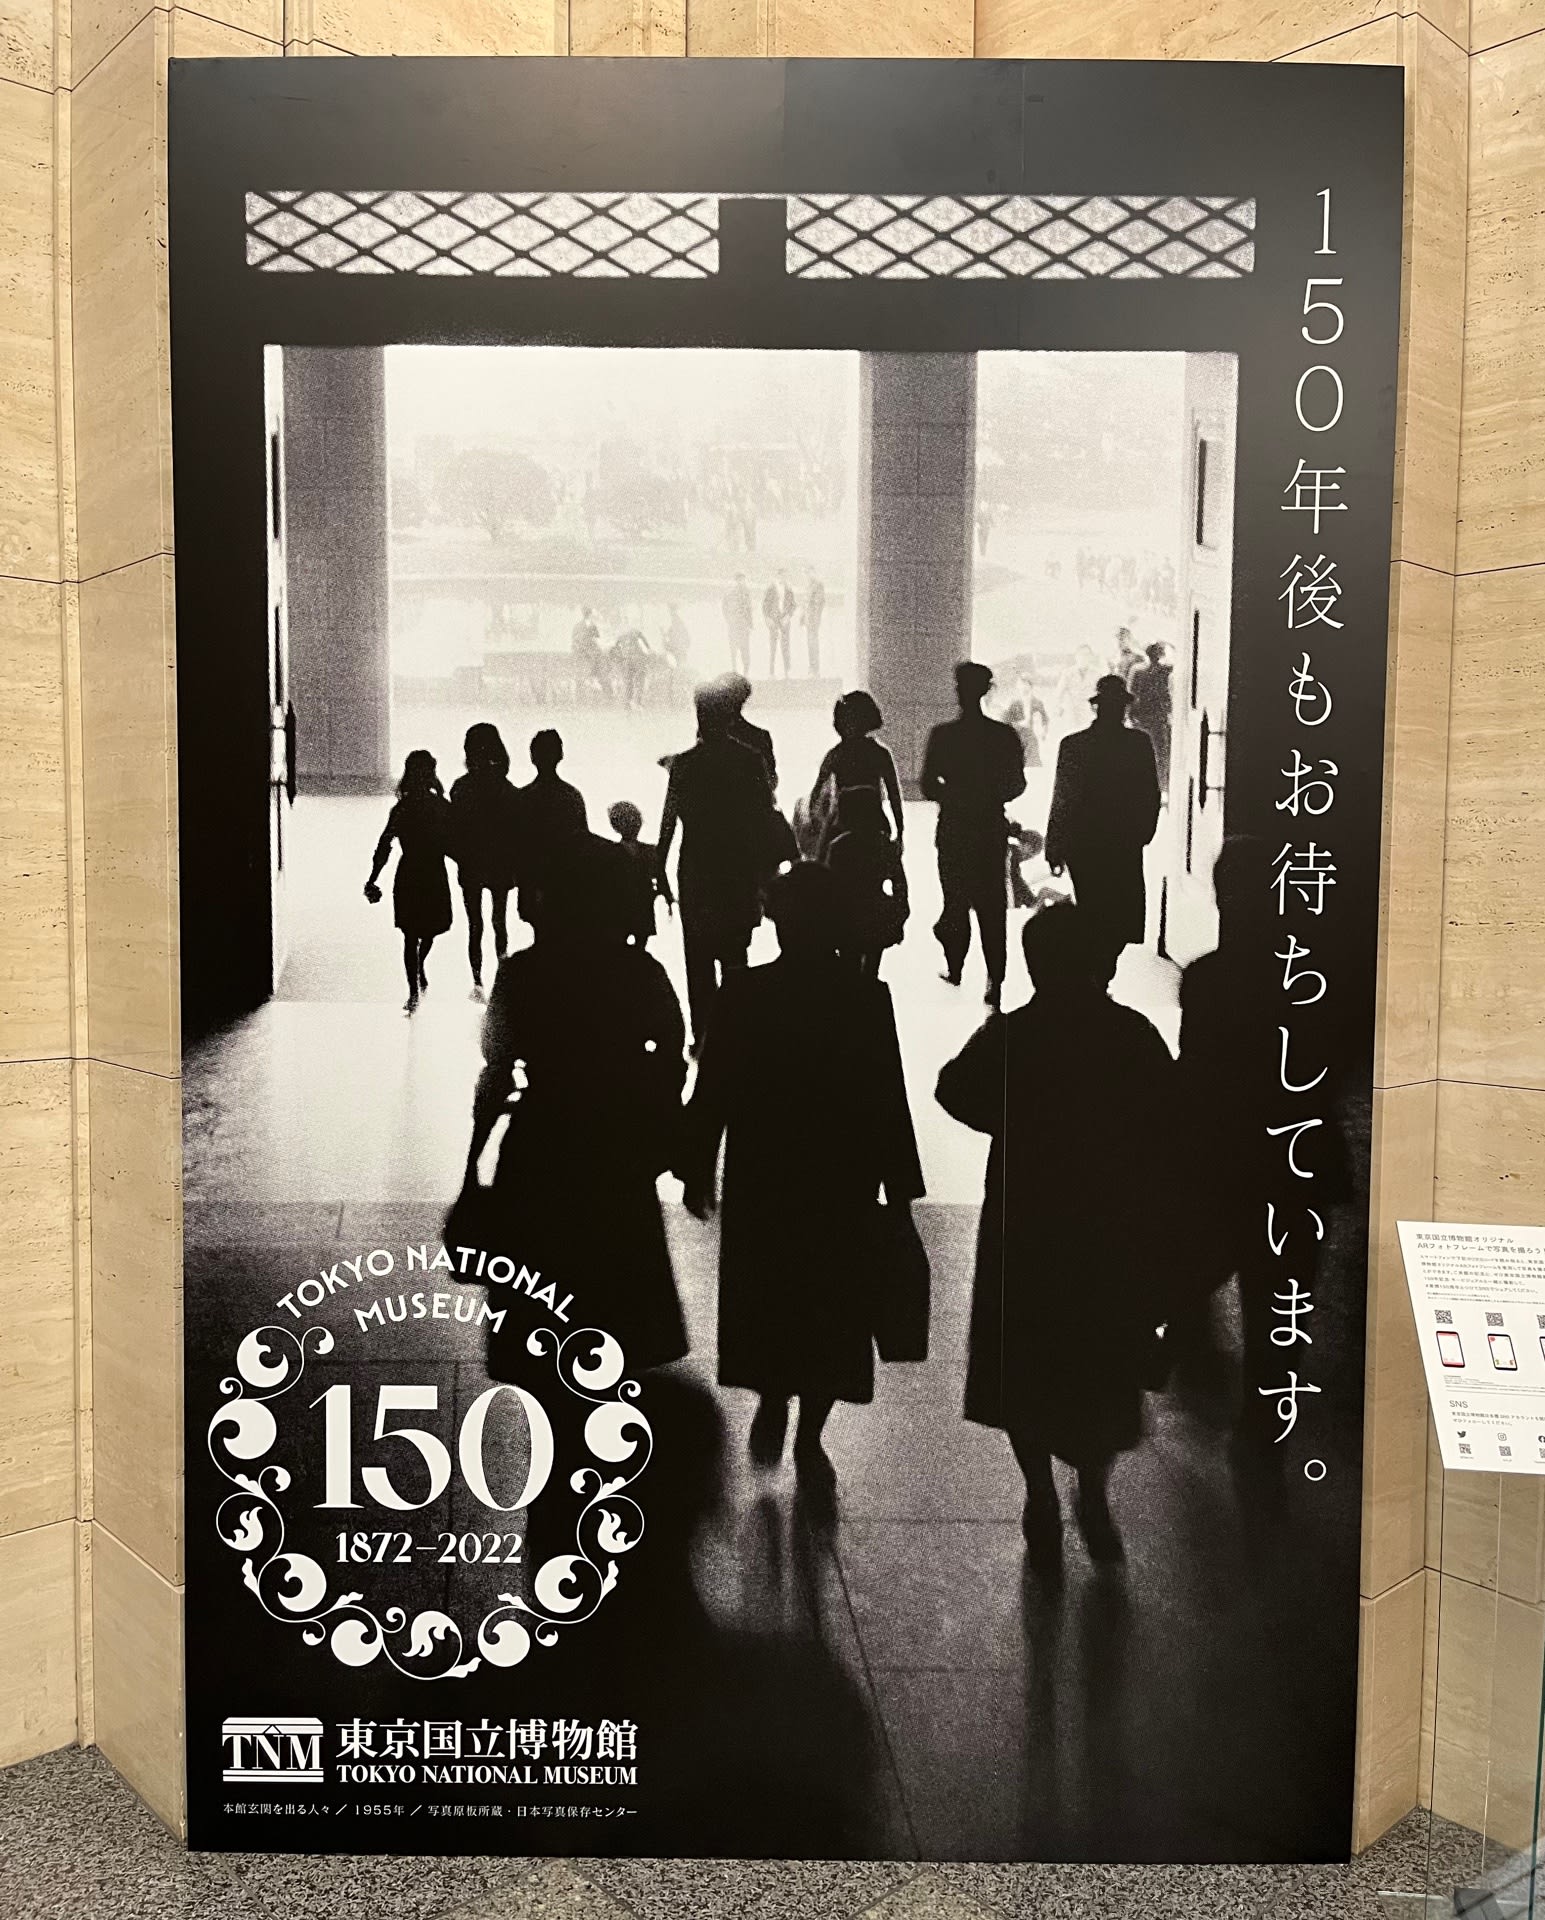 150年後もお待ちしています。
TOKYO NATIONAL
MUSEUM
150
1872–2022
TNM
東京国立博物館
TOKYO NATIONAL MUSEUM
本館玄関を出る人々 / 1955年 / 写真原板所蔵・日本写真保存センター
東京国立博物館オリジナル
ARフォトフレームで写真を撮ろう!
SNS